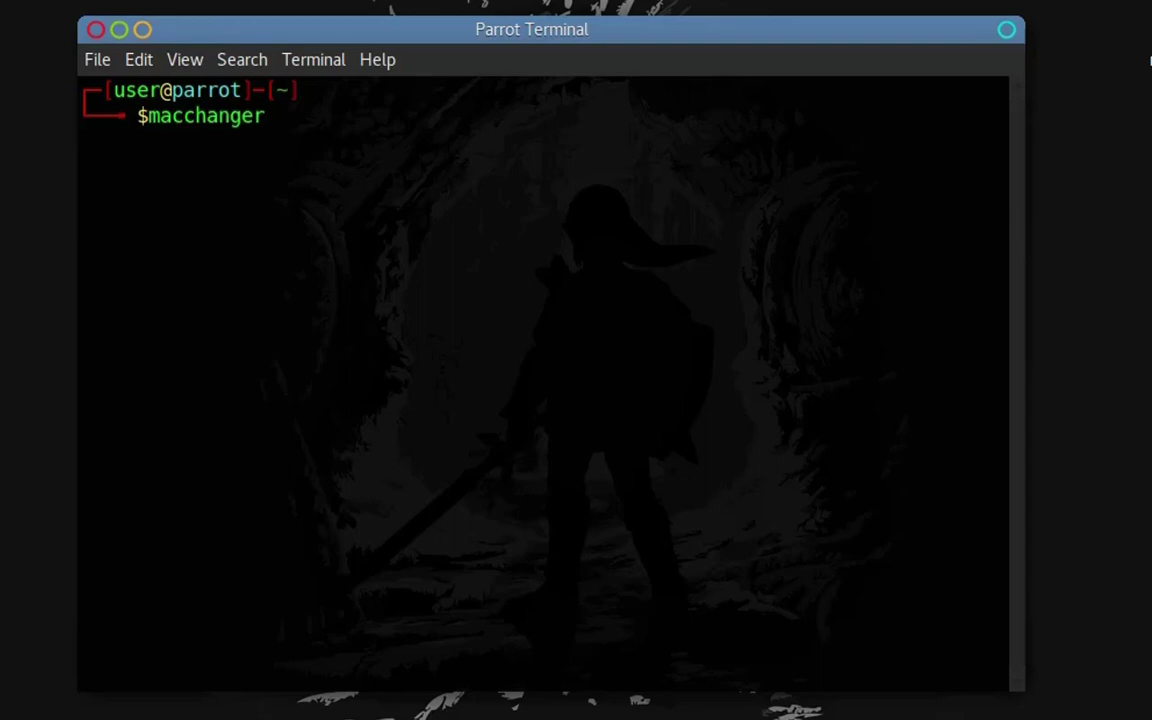 Parrot Terminal
File Edit View Search Terminal Help
┌─[user@parrot]─[~]
└──╼ $macchanger